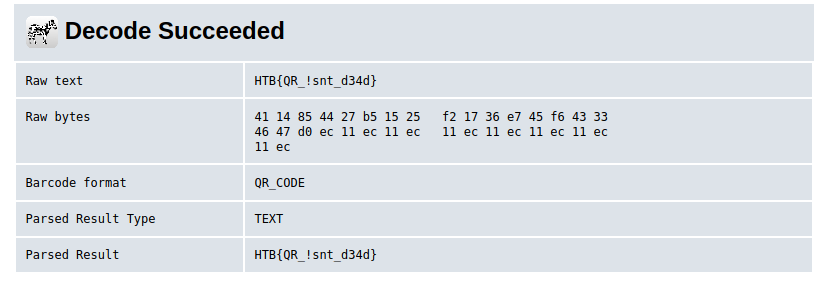 Decode Succeeded
Raw text HTB{QR_!snt_d34d}
Raw bytes 41 14 85 44 27 b5 15 25 f2 17 36 e7 45 f6 43 33
46 47 d0 ec 11 ec 11 ec 11 ec 11 ec 11 ec 11 ec
11 ec
Barcode format QR_CODE
Parsed Result Type TEXT
Parsed Result HTB{QR_!snt_d34d}